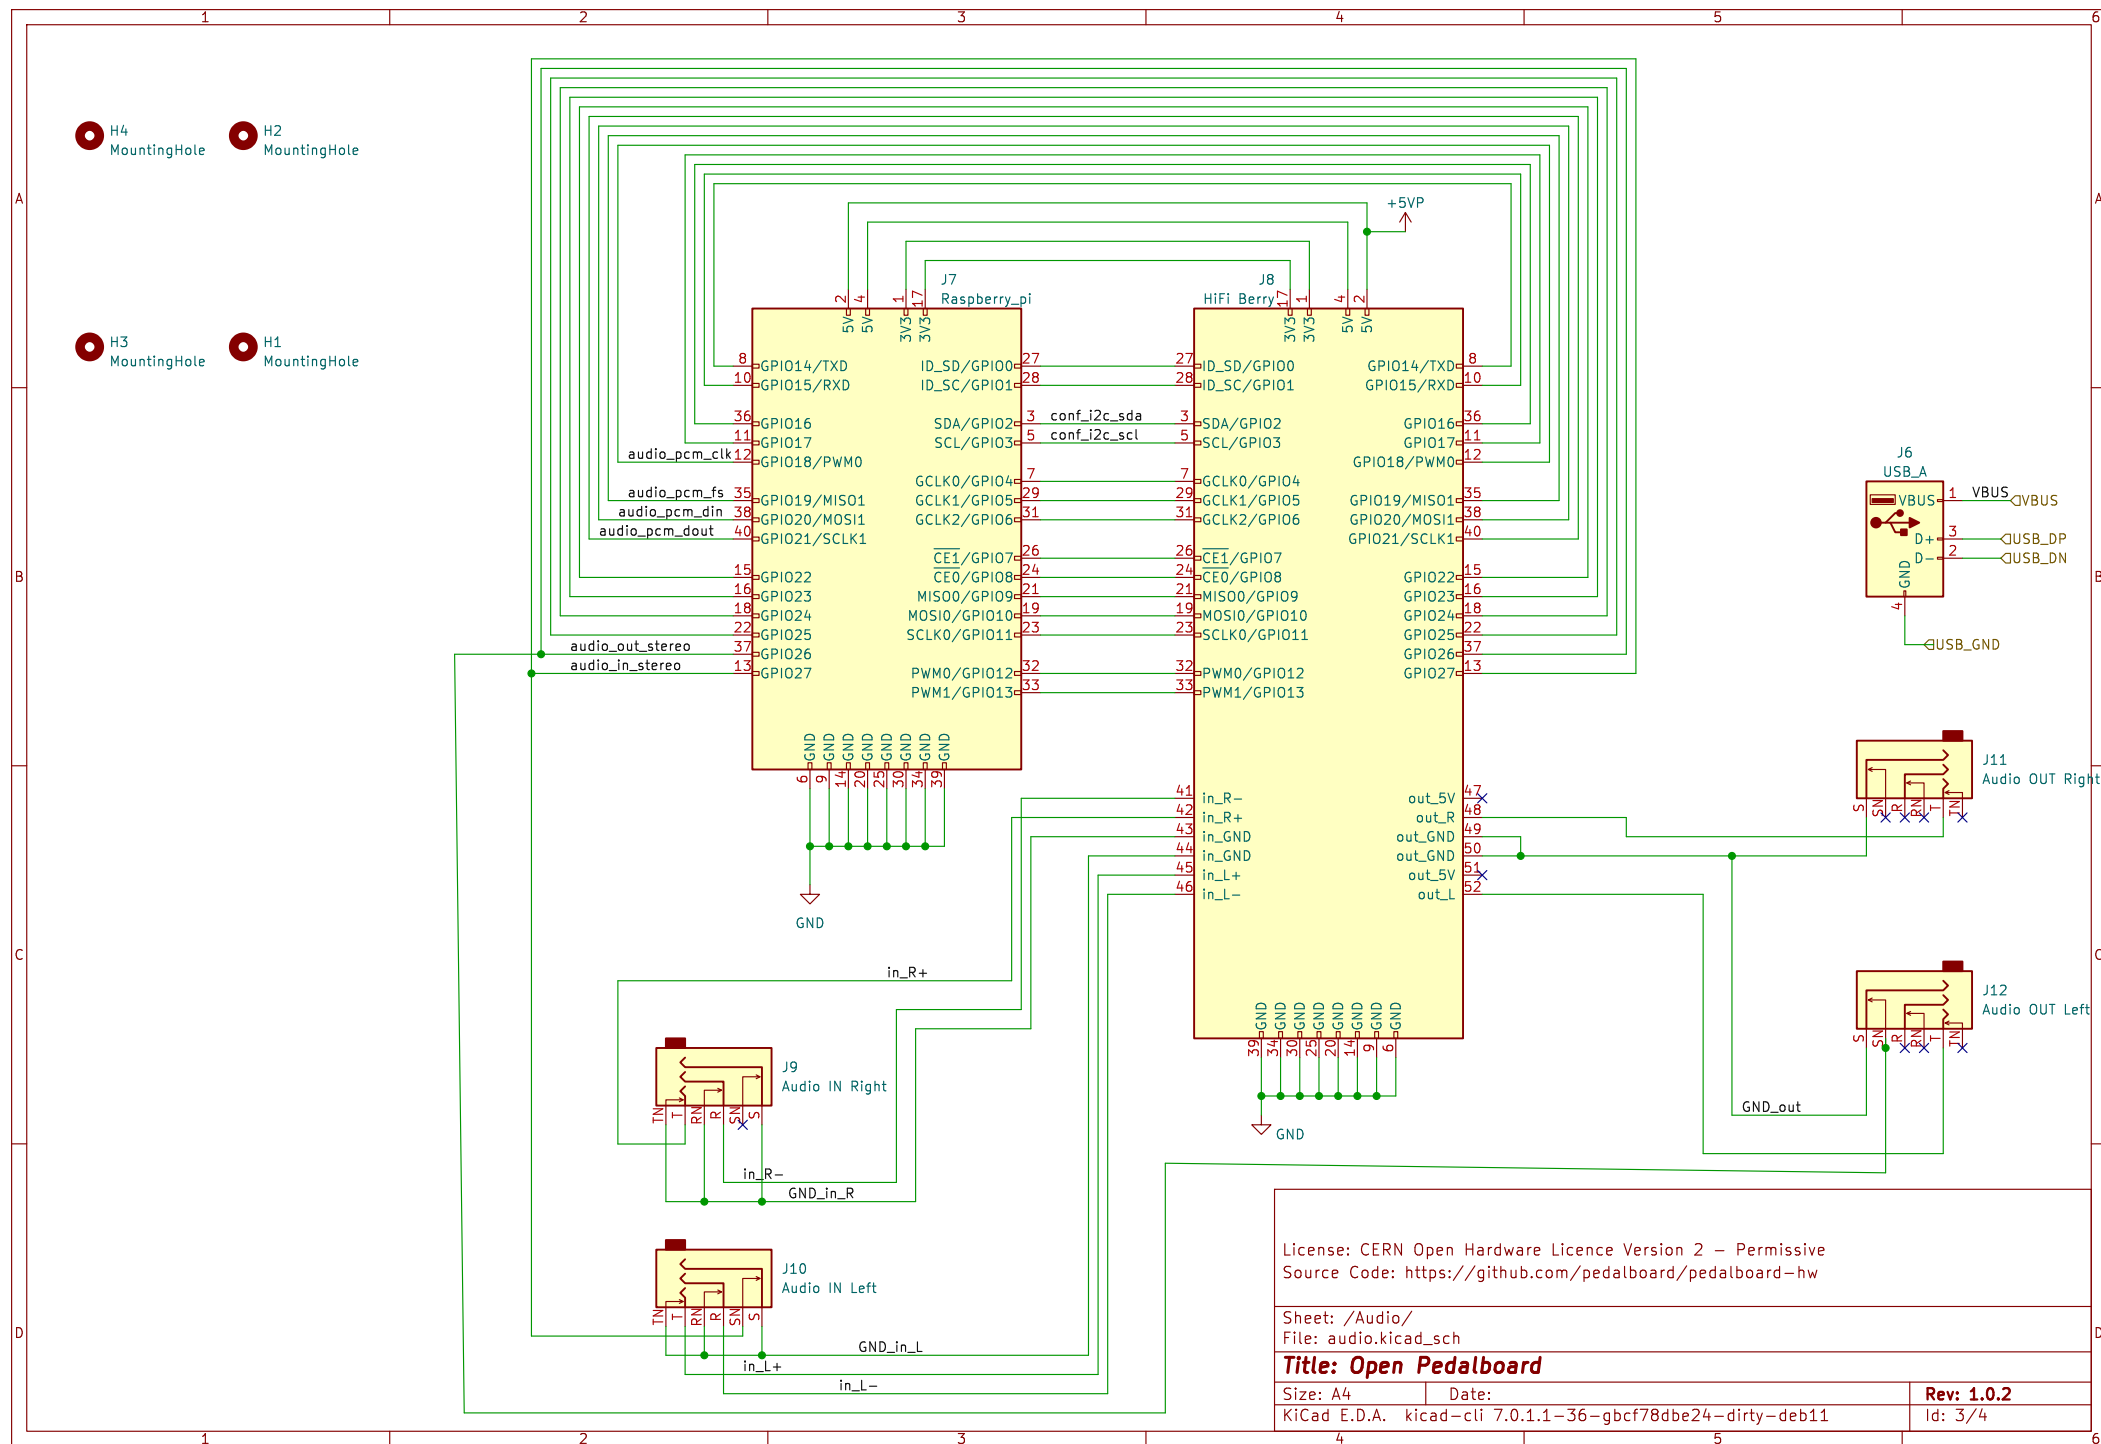 1 2 3 4 5 6
H4
MountingHole
H2
MountingHole
H3
MountingHole
H1
MountingHole
A A
+5VP
J7
Raspberry_pi
2 4 1 17
5V 5V 3V3 3V3
8 GPIO14/TXD
10 GPIO15/RXD
36 GPIO16
11 GPIO17
audio_pcm_clk 12 GPIO18/PWM0
audio_pcm_fs 35 GPIO19/MISO1
audio_pcm_din 38 GPIO20/MOSI1
audio_pcm_dout 40 GPIO21/SCLK1
15 GPIO22
16 GPIO23
18 GPIO24
22 GPIO25
audio_out_stereo 37 GPIO26
audio_in_stereo 13 GPIO27
ID_SD/GPIO0 27
ID_SC/GPIO1 28
SDA/GPIO2 3 conf_i2c_sda
SCL/GPIO3 5 conf_i2c_scl
GCLK0/GPIO4 7
GCLK1/GPIO5 29
GCLK2/GPIO6 31
CE1/GPIO7 26
CE0/GPIO8 24
MISO0/GPIO9 21
MOSI0/GPIO10 19
SCLK0/GPIO11 23
PWM0/GPIO12 32
PWM1/GPIO13 33
GND GND GND GND GND GND GND GND
6 9 14 20 25 30 34 39
GND
J8
HiFi Berry
17 1 4 2
3V3 3V3 5V 5V
27 ID_SD/GPIO0
28 ID_SC/GPIO1
3 SDA/GPIO2
5 SCL/GPIO3
7 GCLK0/GPIO4
29 GCLK1/GPIO5
31 GCLK2/GPIO6
26 CE1/GPIO7
24 CE0/GPIO8
21 MISO0/GPIO9
19 MOSI0/GPIO10
23 SCLK0/GPIO11
32 PWM0/GPIO12
33 PWM1/GPIO13
41 in_R-
42 in_R+
43 in_GND
44 in_GND
45 in_L+
46 in_L-
GPIO14/TXD 8
GPIO15/RXD 10
GPIO16 36
GPIO17 11
GPIO18/PWM0 12
GPIO19/MISO1 35
GPIO20/MOSI1 38
GPIO21/SCLK1 40
GPIO22 15
GPIO23 16
GPIO24 18
GPIO25 22
GPIO26 37
GPIO27 13
out_5V 47
out_R 48
out_GND 49
out_GND 50
out_5V 51
out_L 52
GND GND GND GND GND GND GND GND
39 34 30 25 20 14 9 6
GND
J6
USB_A
VBUS 1 VBUS VBUS
D+ 3 USB_DP
D- 2 USB_DN
GND
4
USB_GND
B B
J11
Audio OUT Right
S SN R RN T TN
J12
Audio OUT Left
S SN R RN T TN
GND_out
C C
in_R+
J9
Audio IN Right
TN T RN R SN S
in_R-
GND_in_R
J10
Audio IN Left
TN T RN R SN S
GND_in_L
in_L+
in_L-
D D
License: CERN Open Hardware Licence Version 2 - Permissive
Source Code: https://github.com/pedalboard/pedalboard-hw
Sheet: /Audio/
File: audio.kicad_sch
Title: Open Pedalboard
Size: A4 Date: Rev: 1.0.2
KiCad E.D.A. kicad-cli 7.0.1.1-36-gbcf78dbe24-dirty-deb11 Id: 3/4
1 2 3 4 5 6